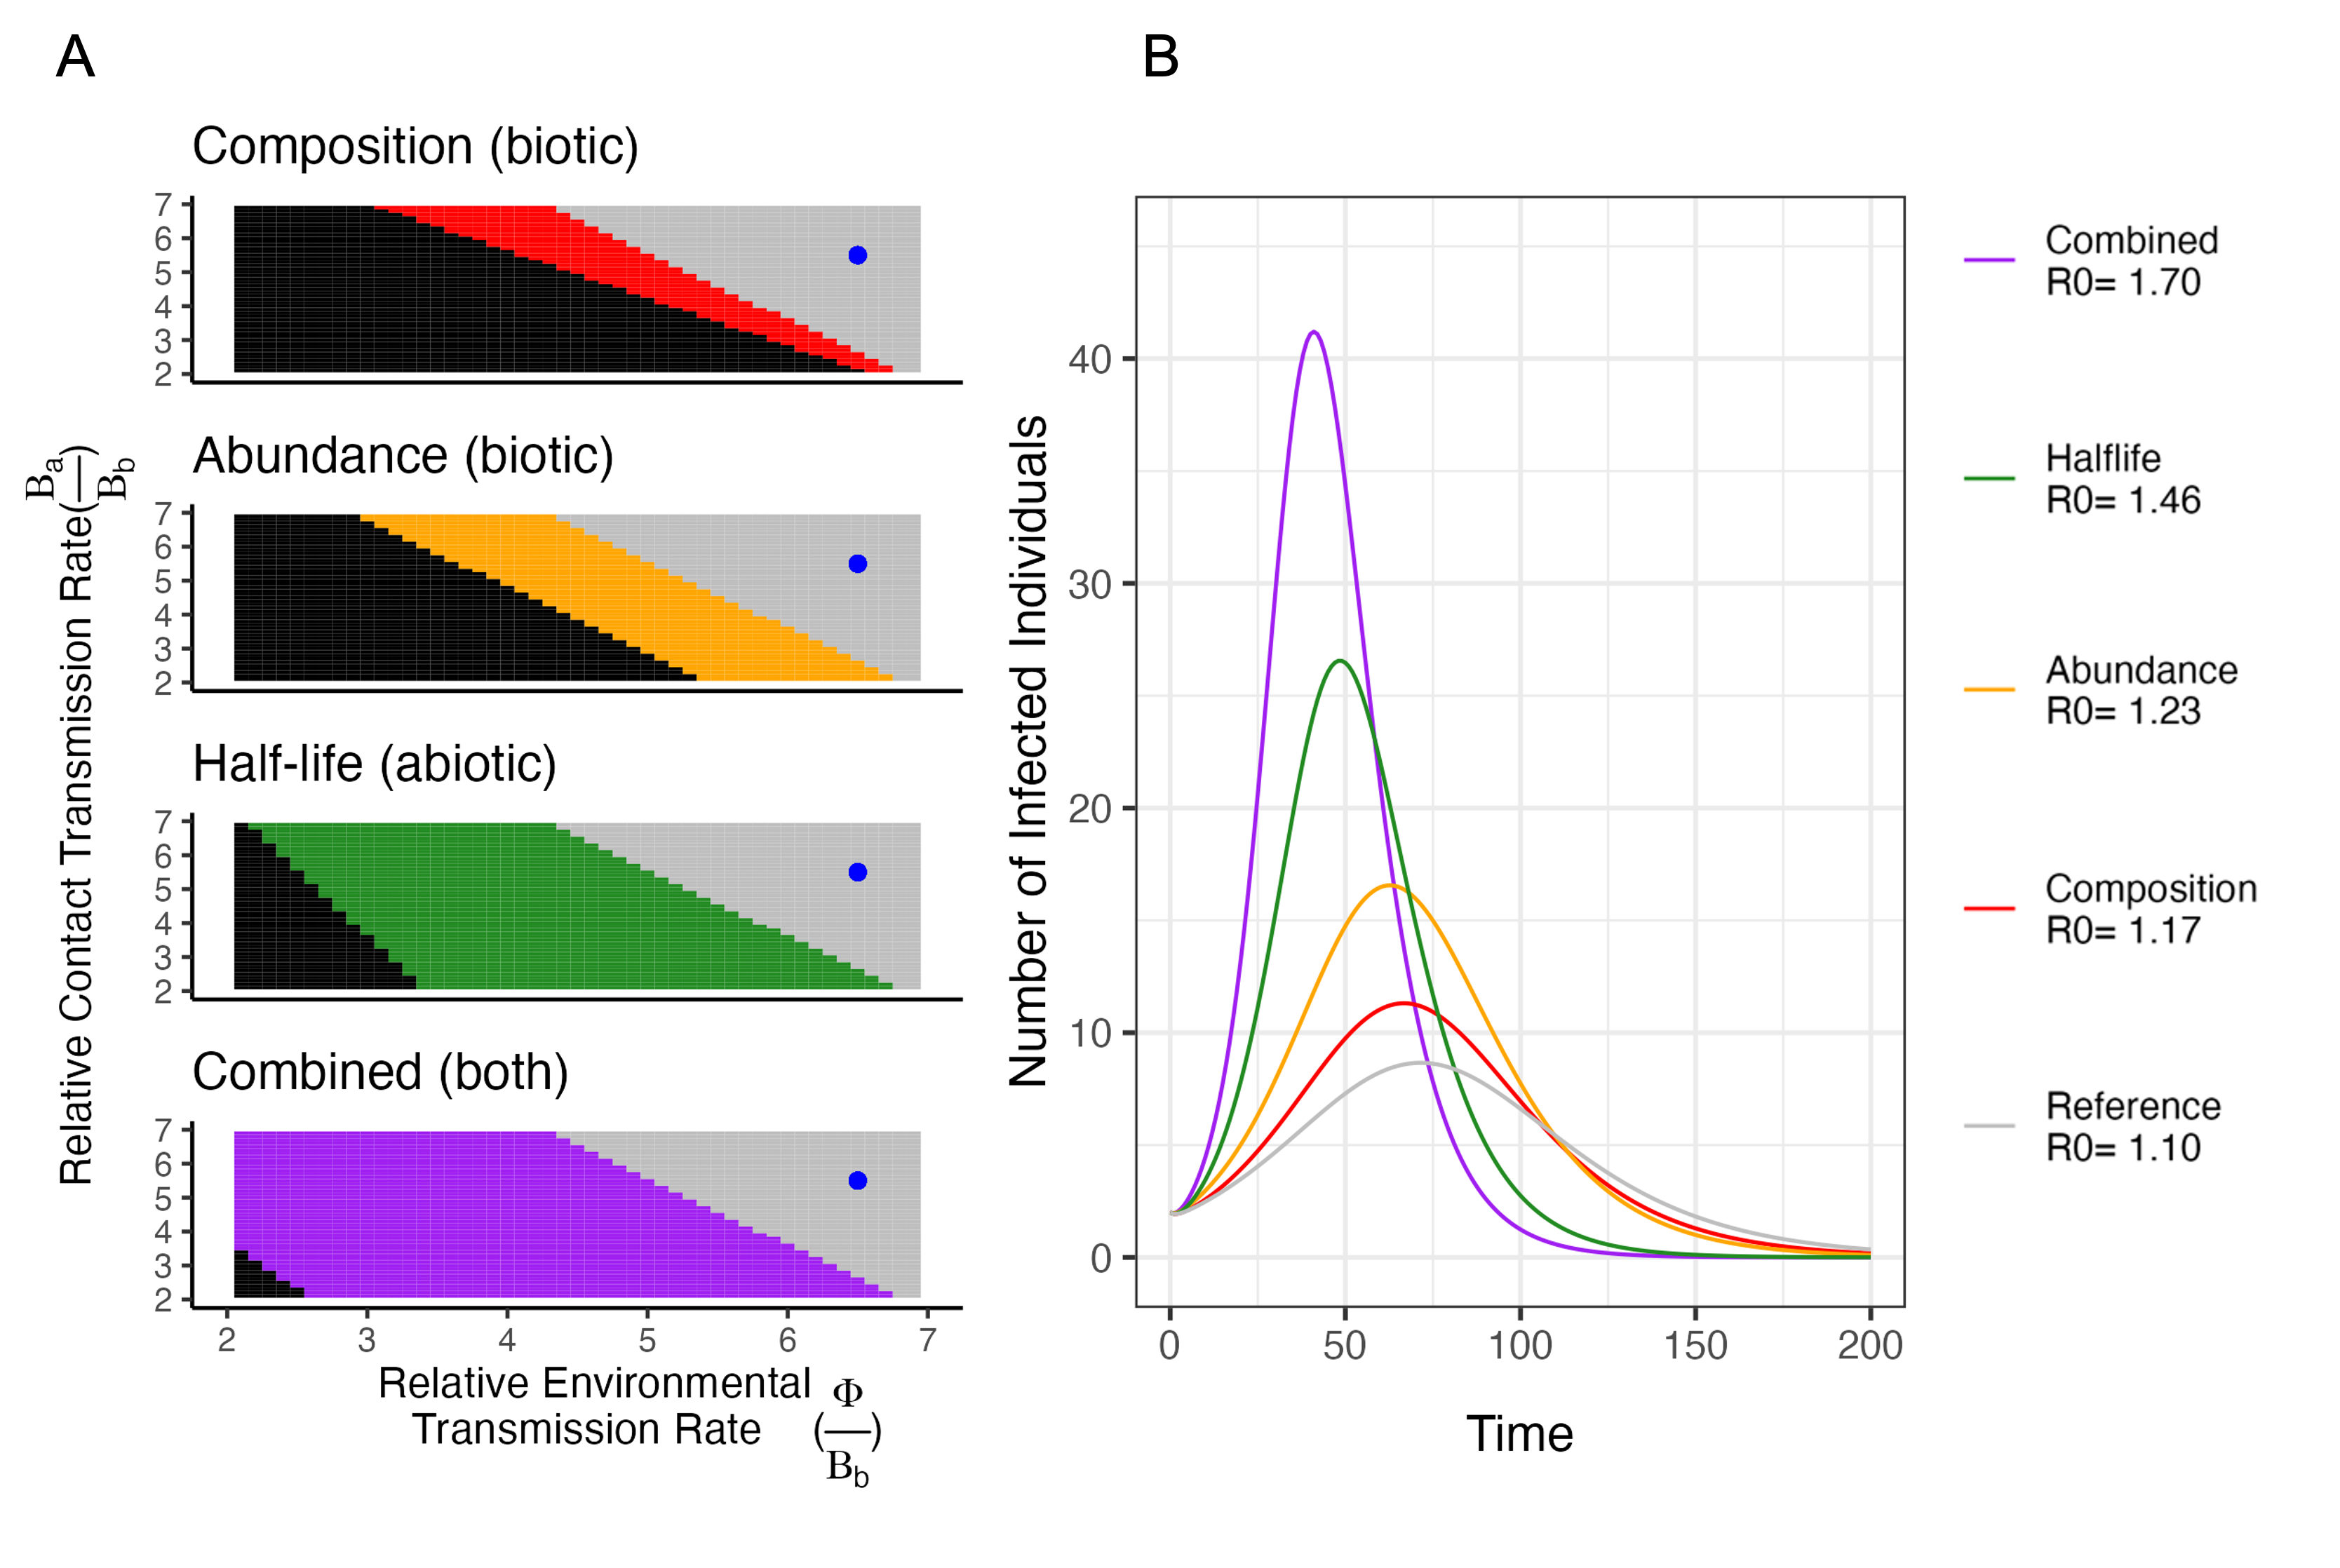 A
Composition (biotic)
7
6
5
4
3
2
Abundance (biotic)
7
6
5
4
3
2
Half-life (abiotic)
7
6
5
4
3
2
Combined (both)
7
6
5
4
3
2
2 3 4 5 6 7
Relative Contact Transmission Rate(Ba/Bb)
Relative Environmental
Transmission Rate (Φ/Bb)
B
Number of Infected Individuals
40
30
20
10
0
0 50 100 150 200
Time
Combined
R0= 1.70
Halflife
R0= 1.46
Abundance
R0= 1.23
Composition
R0= 1.17
Reference
R0= 1.10